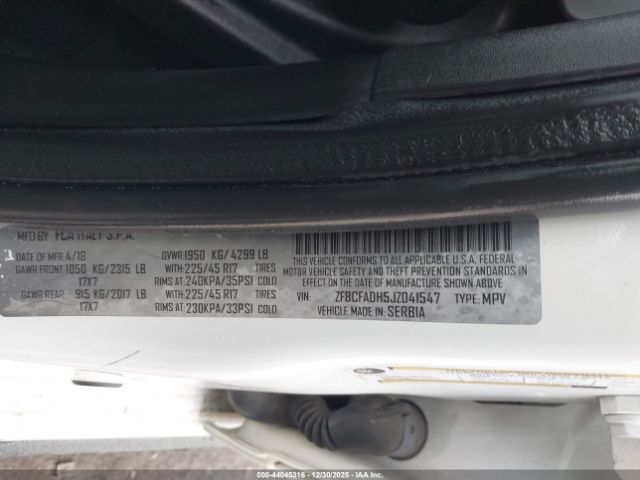 MFD BY FCA ITALY S.P.A.
DATE OF MFR 4/18 GVWR 1950 KG/ 4299 LB
GAWR FRONT 1050 KG/2315 LB WITH 225/45 R17 TIRES
17X7 RIMS AT: 240KPA/35PSI COLD
GAWR REAR: 915 KG/2017 LB WITH 225/45 R17 TIRES
17X7 RIMS AT: 230KPA/33PSI COLD
THIS VEHICLE CONFORMS TO ALL APPLICABLE U.S.A. FEDERAL
MOTOR VEHICLE SAFETY, BUMPER, AND THEFT PREVENTION STANDARDS IN
EFFECT ON THE DATE OF MANUFACTURE SHOWN ABOVE
VIN: ZFBCFADH5JZ041547 TYPE: MPV
VEHICLE MADE IN SERBIA
000-44045316 - 12/30/2025 - IAAI.COM